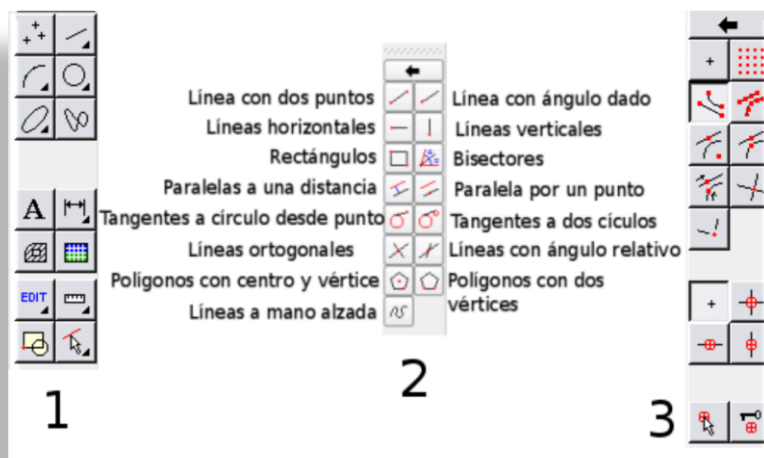 Línea con dos puntos
Línea con ángulo dado
Líneas horizontales
Líneas verticales
Rectángulos
Bisectores
Paralelas a una distancia
Paralela por un punto
Tangentes a círculo desde punto
Tangentes a dos cículos
Líneas ortogonales
Líneas con ángulo relativo
Polígonos con centro y vértice
Polígonos con dos
vértices
Líneas a mano alzada
A
EDIT
1
2
3